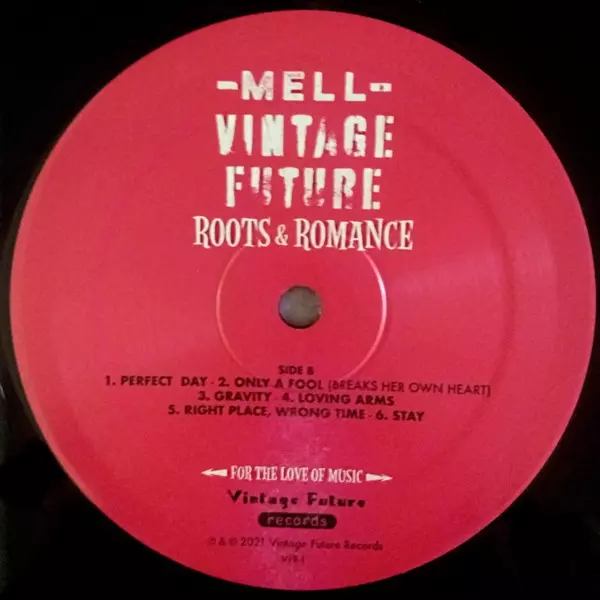 -MELL-
VINTAGE
FUTURE
ROOTS & ROMANCE
SIDE B
1. PERFECT DAY - 2. ONLY A FOOL (BREAKS HER OWN HEART)
3. GRAVITY - 4. LOVING ARMS
5. RIGHT PLACE, WRONG TIME - 6. STAY
FOR THE LOVE OF MUSIC
Vintage Future
records
℗ & © 2021 Vintage Future Records